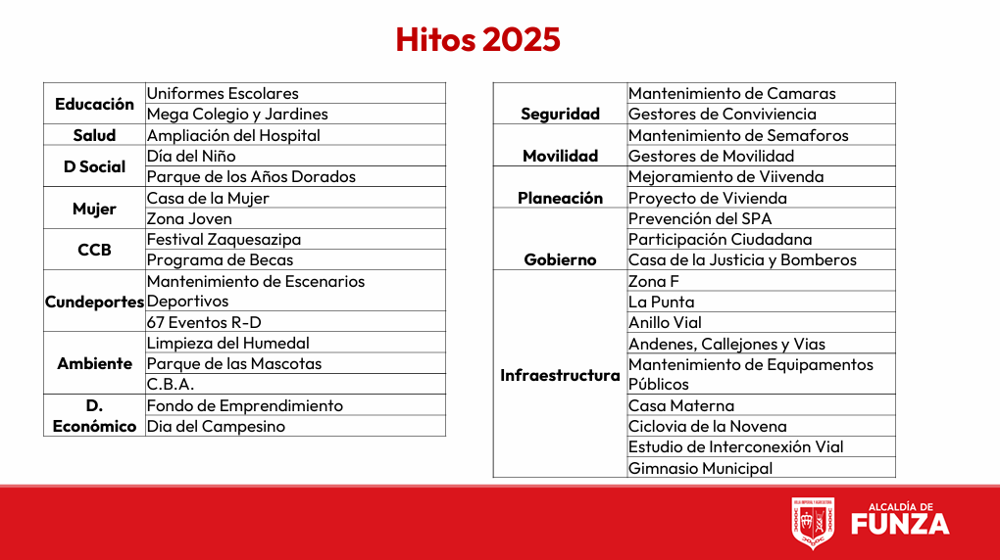 Hitos 2025
Educación
Uniformes Escolares
Mega Colegio y Jardines
Salud
Ampliación del Hospital
D Social
Día del Niño
Parque de los Años Dorados
Mujer
Casa de la Mujer
Zona Joven
CCB
Festival Zaquesazipa
Programa de Becas
Cundeportes
Mantenimiento de Escenarios
Deportivos
67 Eventos R-D
Ambiente
Limpieza del Humedal
Parque de las Mascotas
C.B.A.
D.
Económico
Fondo de Emprendimiento
Dia del Campesino
Seguridad
Mantenimiento de Camaras
Gestores de Conviviencia
Movilidad
Mantenimiento de Semaforos
Gestores de Movilidad
Planeación
Mejoramiento de Viivenda
Proyecto de Vivienda
Gobierno
Prevención del SPA
Participación Ciudadana
Casa de la Justicia y Bomberos
Infraestructura
Zona F
La Punta
Anillo Vial
Andenes, Callejones y Vias
Mantenimiento de Equipamentos
Públicos
Casa Materna
Ciclovia de la Novena
Estudio de Interconexión Vial
Gimnasio Municipal
ALCALDÍA DE
FUNZA